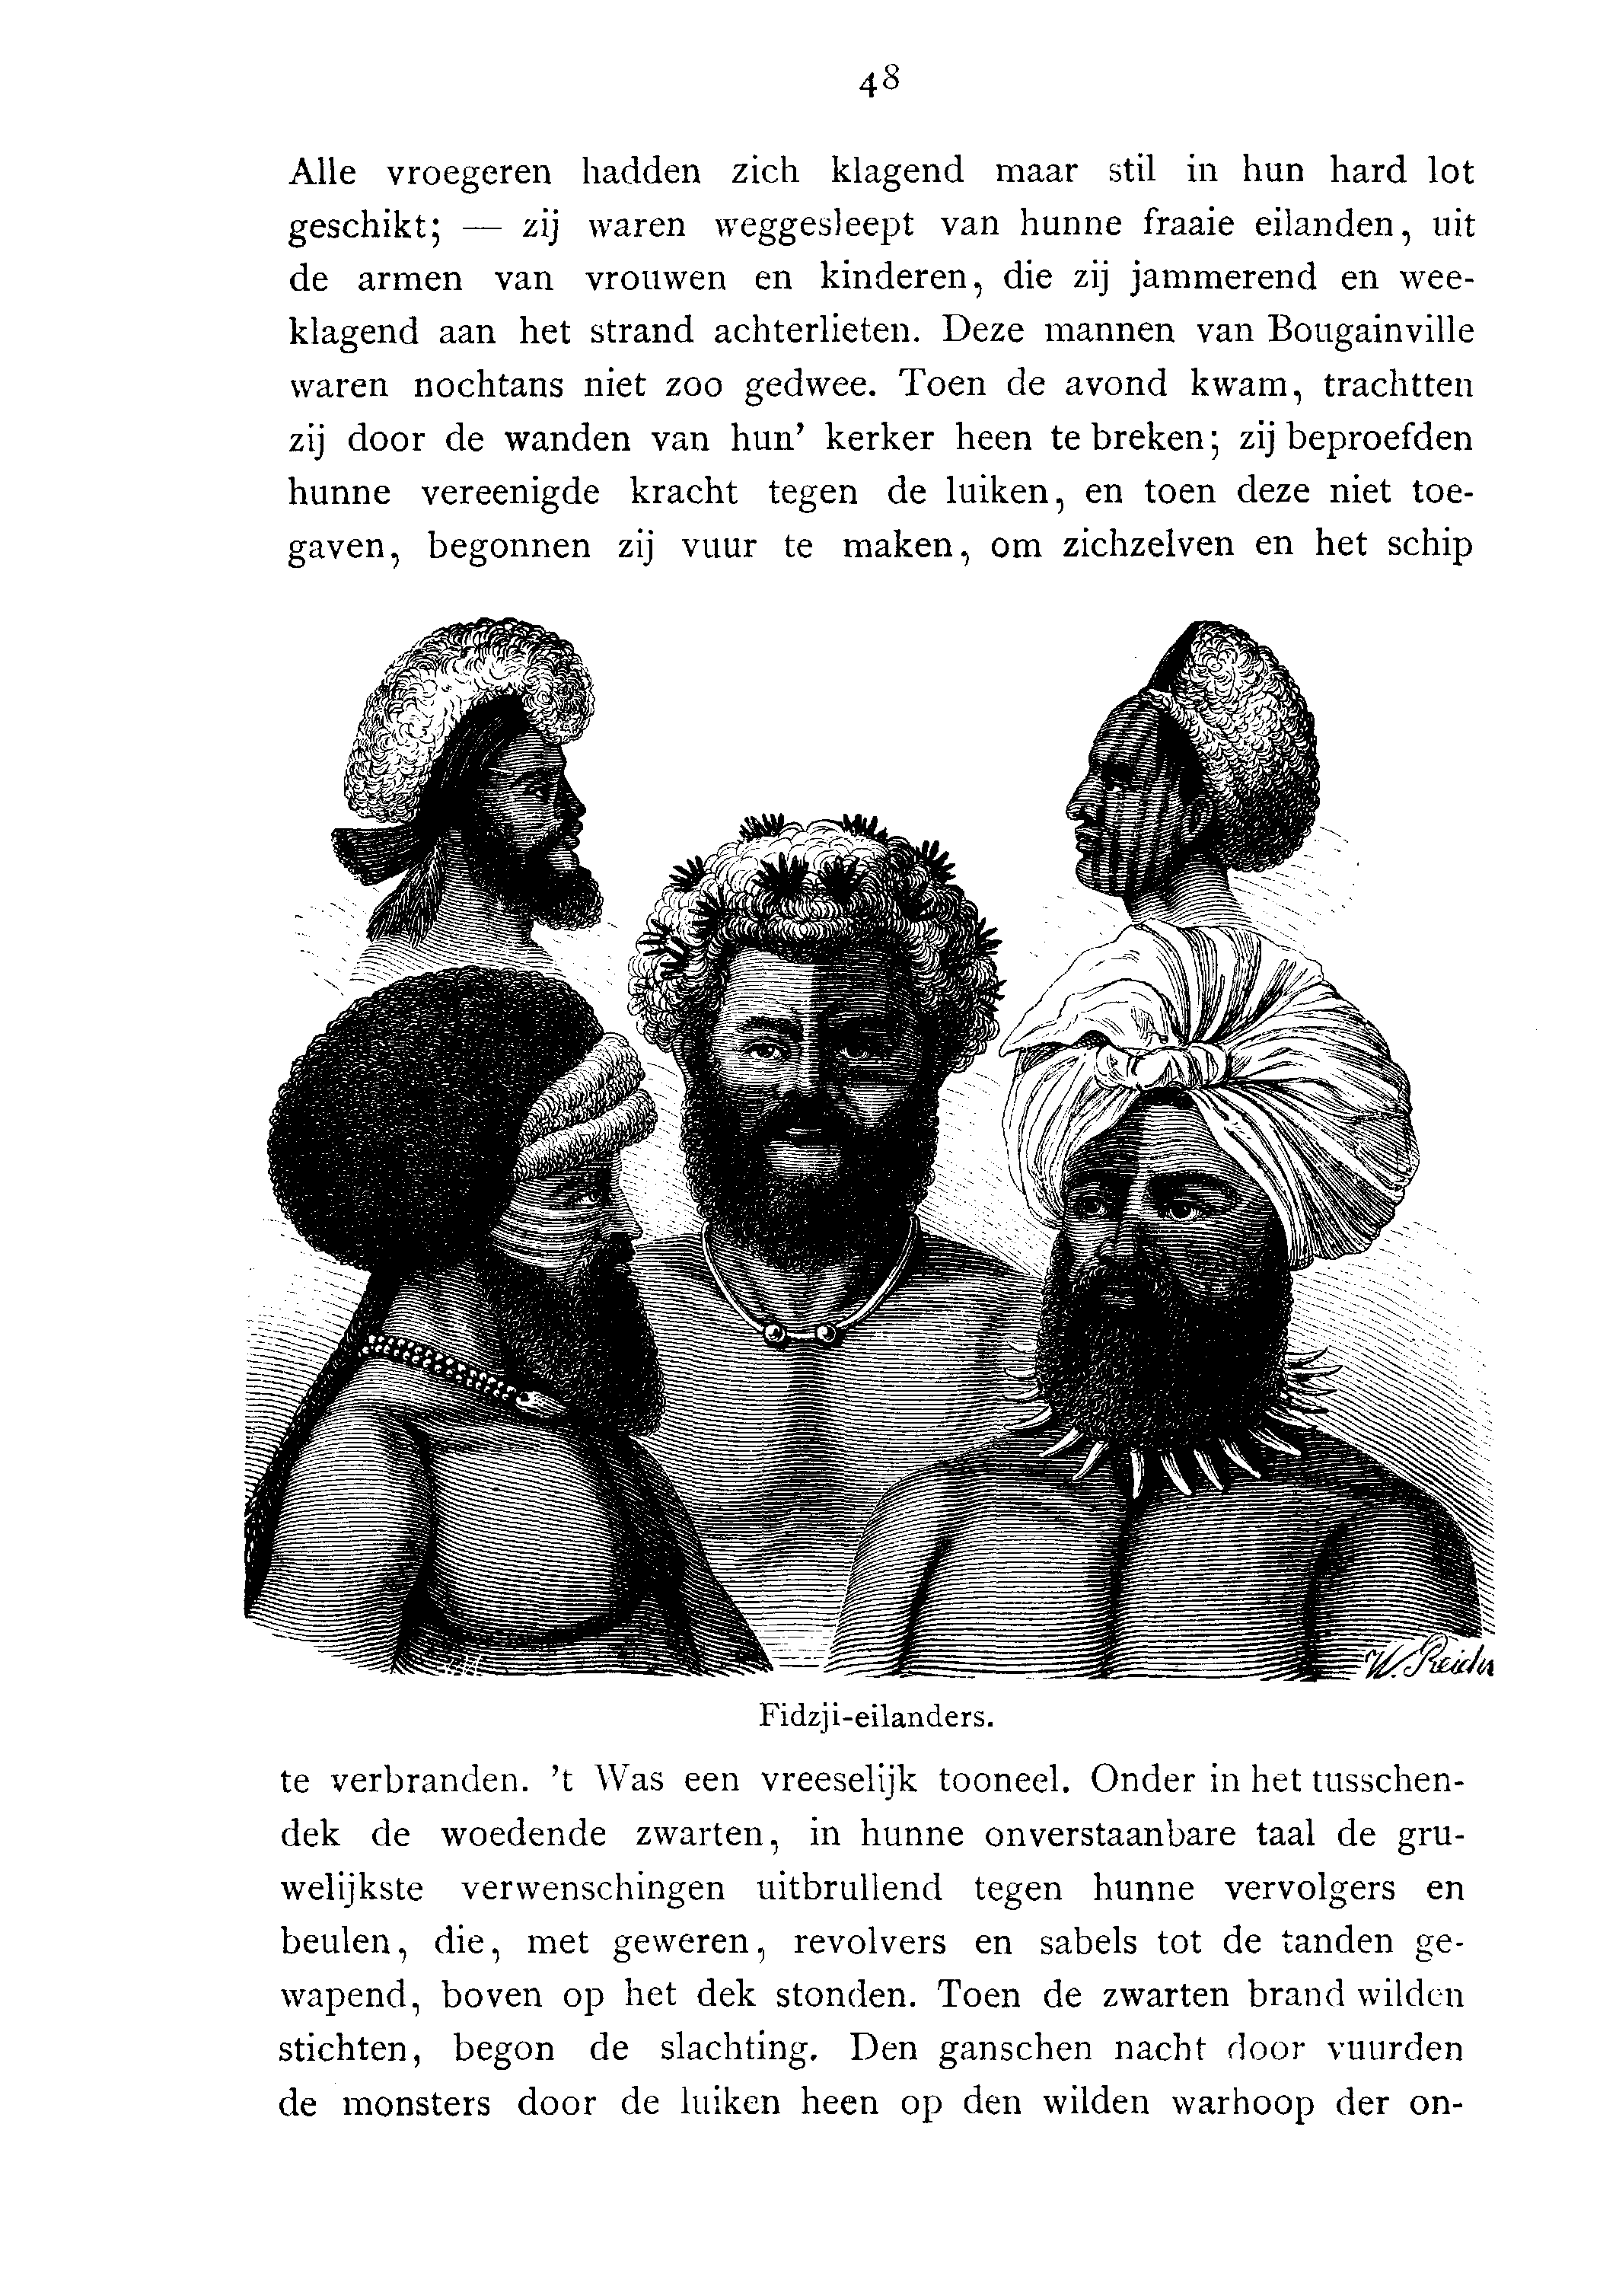 48
Alle vroegeren hadden zich klagend maar stil in hun hard lot
geschikt; — zij waren weggesleept van hunne fraaie eilanden, uit
de armen van vrouwen en kinderen, die zij jammerend en wee-
klagend aan het strand achterlieten. Deze mannen van Bougainville
waren nochtans niet zoo gedwee. Toen de avond kwam, trachtten
zij door de wanden van hun’ kerker heen te breken; zij beproefden
hunne vereenigde kracht tegen de luiken, en toen deze niet toe-
gaven, begonnen zij vuur te maken, om zichzelven en het schip
W.
Fidzji-eilanders.
te verbranden. ’t Was een vreeselijk tooneel. Onder in het tusschen-
dek de woedende zwarten, in hunne onverstaanbare taal de gru-
welijkste verwenschingen uitbrullend tegen hunne vervolgers en
beulen, die, met geweren, revolvers en sabels tot de tanden ge-
wapend, boven op het dek stonden. Toen de zwarten brand wilden
stichten, begon de slachting. Den ganschen nacht door vuurden
de monsters door de luiken heen op den wilden warhoop der on-